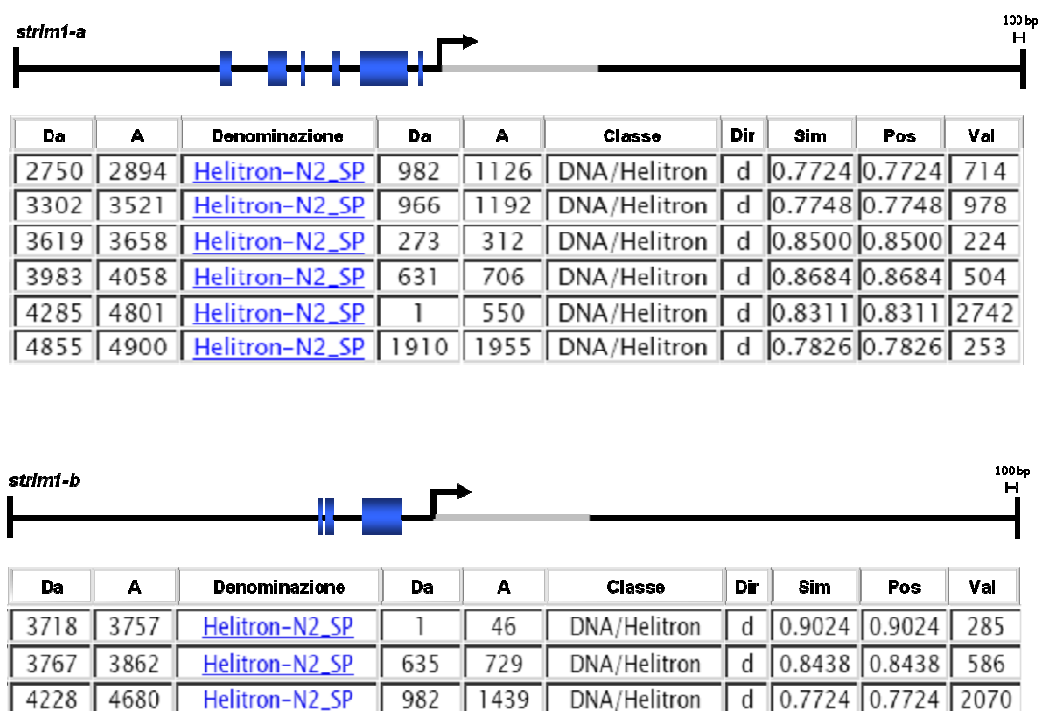 strim1-a
100 bp
Da A Denominazione Da A Classe Dir Sim Pos Val
2750 2894 Helitron-N2_SP 982 1126 DNA/Helitron d 0.7724 0.7724 714
3302 3521 Helitron-N2_SP 966 1192 DNA/Helitron d 0.7748 0.7748 978
3619 3658 Helitron-N2_SP 273 312 DNA/Helitron d 0.8500 0.8500 224
3983 4058 Helitron-N2_SP 631 706 DNA/Helitron d 0.8684 0.8684 504
4285 4801 Helitron-N2_SP 1 550 DNA/Helitron d 0.8311 0.8311 2742
4855 4900 Helitron-N2_SP 1910 1955 DNA/Helitron d 0.7826 0.7826 253
strim1-b
100 bp
Da A Denominazione Da A Classe Dir Sim Pos Val
3718 3757 Helitron-N2_SP 1 46 DNA/Helitron d 0.9024 0.9024 285
3767 3862 Helitron-N2_SP 635 729 DNA/Helitron d 0.8438 0.8438 586
4228 4680 Helitron-N2_SP 982 1439 DNA/Helitron d 0.7724 0.7724 2070